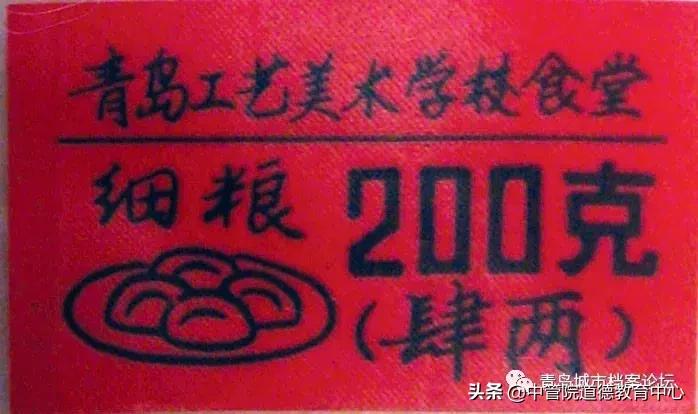 青岛工艺美术学校食堂
细粮
200克
(肆两)
青岛城市档案论坛
头条 @中管院道德教育中心